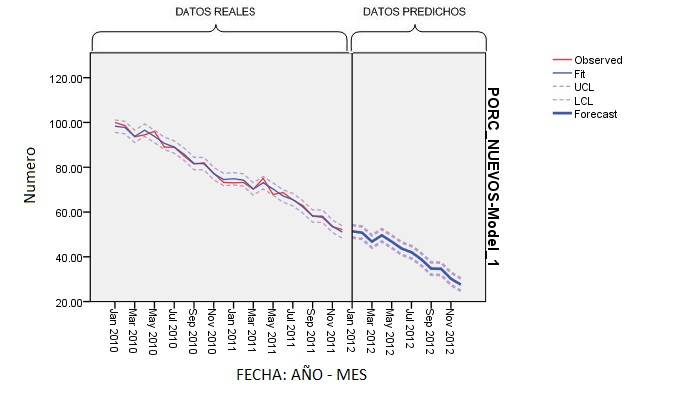 DATOS REALES
DATOS PREDICHOS
Observed
Fit
UCL
LCL
Forecast
120.00
100.00
80.00
60.00
40.00
20.00
Numero
PORC_NUEVOS-Model_1
Jan 2010
Mar 2010
May 2010
Jul 2010
Sep 2010
Nov 2010
Jan 2011
Mar 2011
May 2011
Jul 2011
Sep 2011
Nov 2011
Jan 2012
Mar 2012
May 2012
Jul 2012
Sep 2012
Nov 2012
FECHA: AÑO - MES